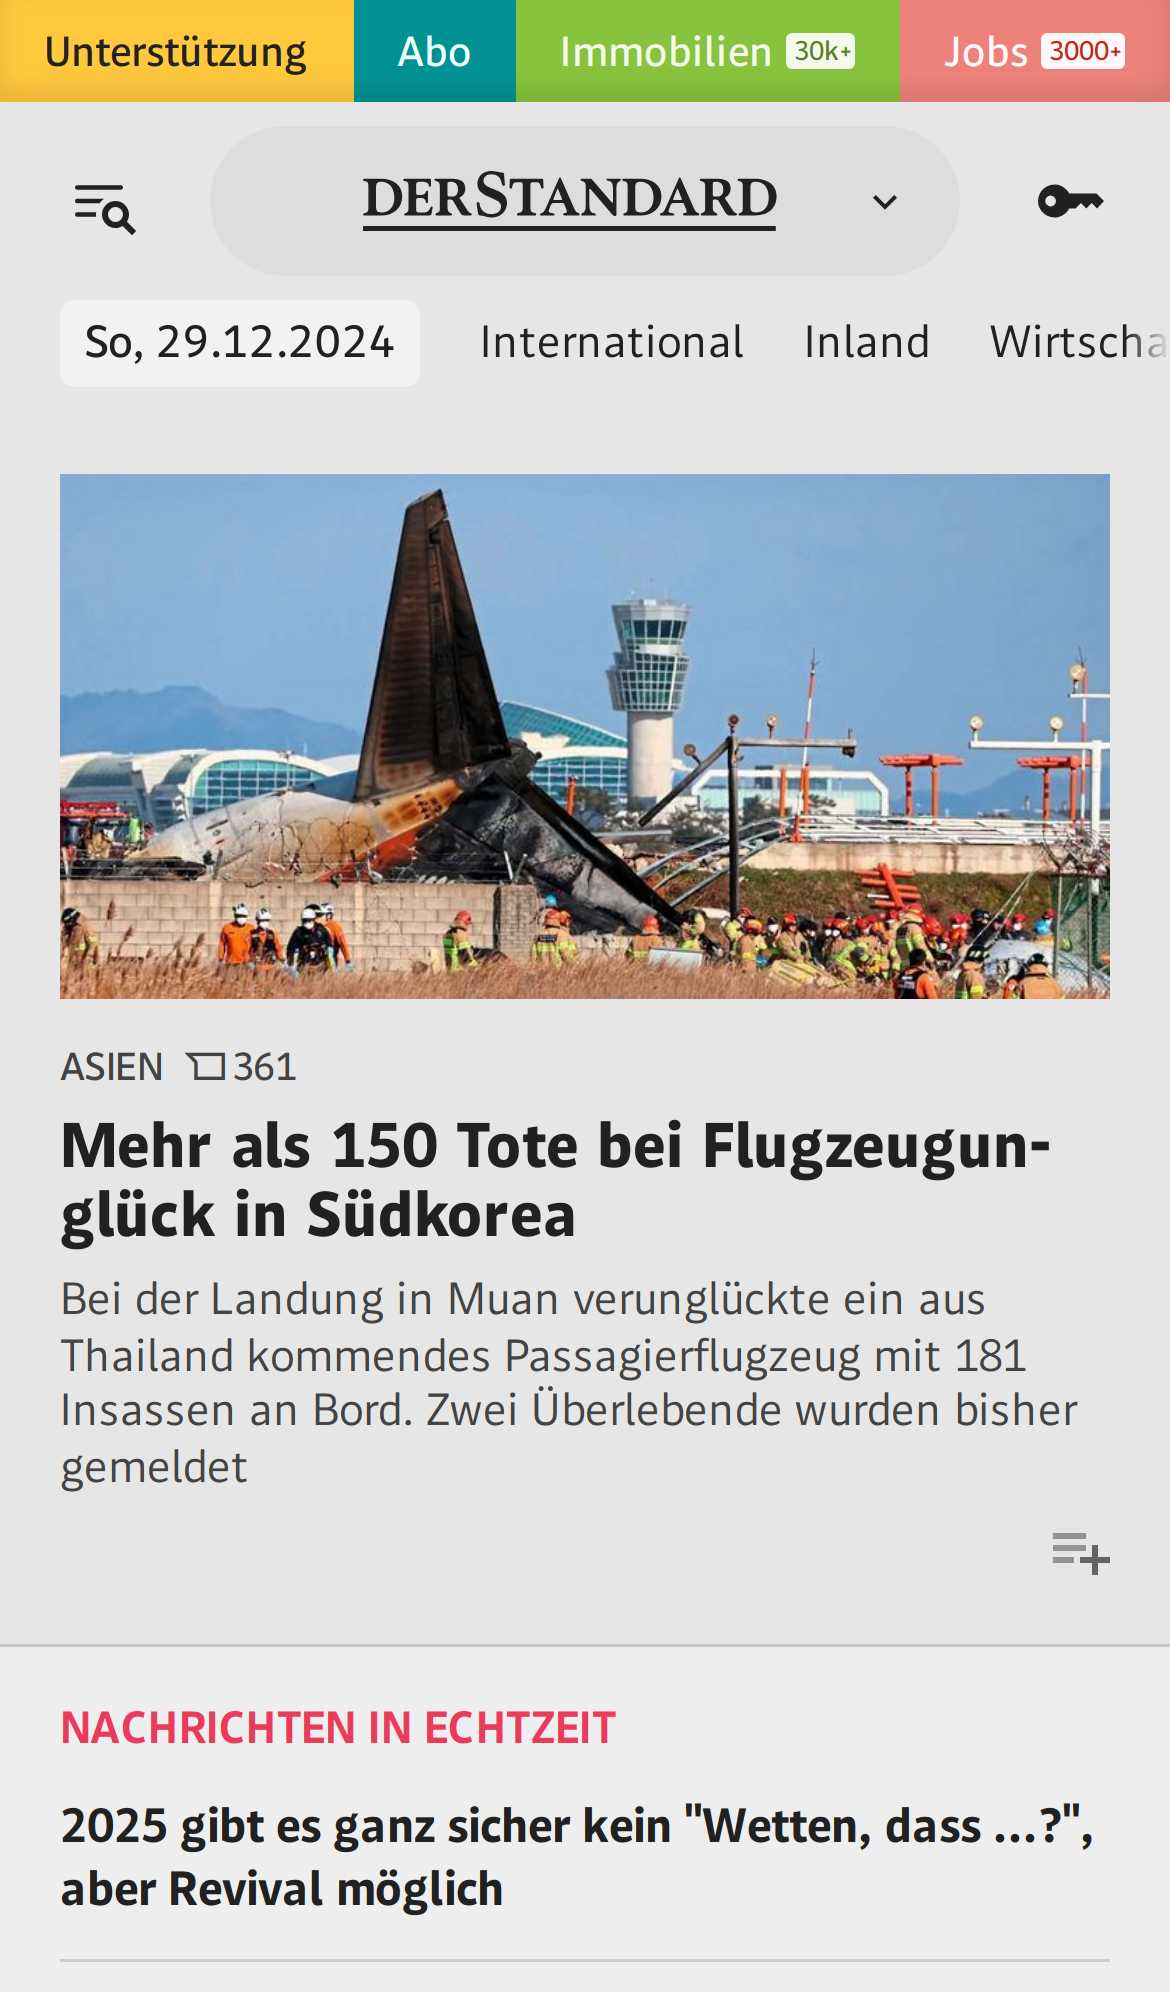 Unterstützung
Abo
Immobilien 30k+
Jobs 3000+
DERSTANDARD
So, 29.12.2024
International
Inland
Wirtscha
ASIEN 361
Mehr als 150 Tote bei Flugzeugun-
glück in Südkorea
Bei der Landung in Muan verunglückte ein aus
Thailand kommendes Passagierflugzeug mit 181
Insassen an Bord. Zwei Überlebende wurden bisher
gemeldet
NACHRICHTEN IN ECHTZEIT
2025 gibt es ganz sicher kein "Wetten, dass ...?",
aber Revival möglich